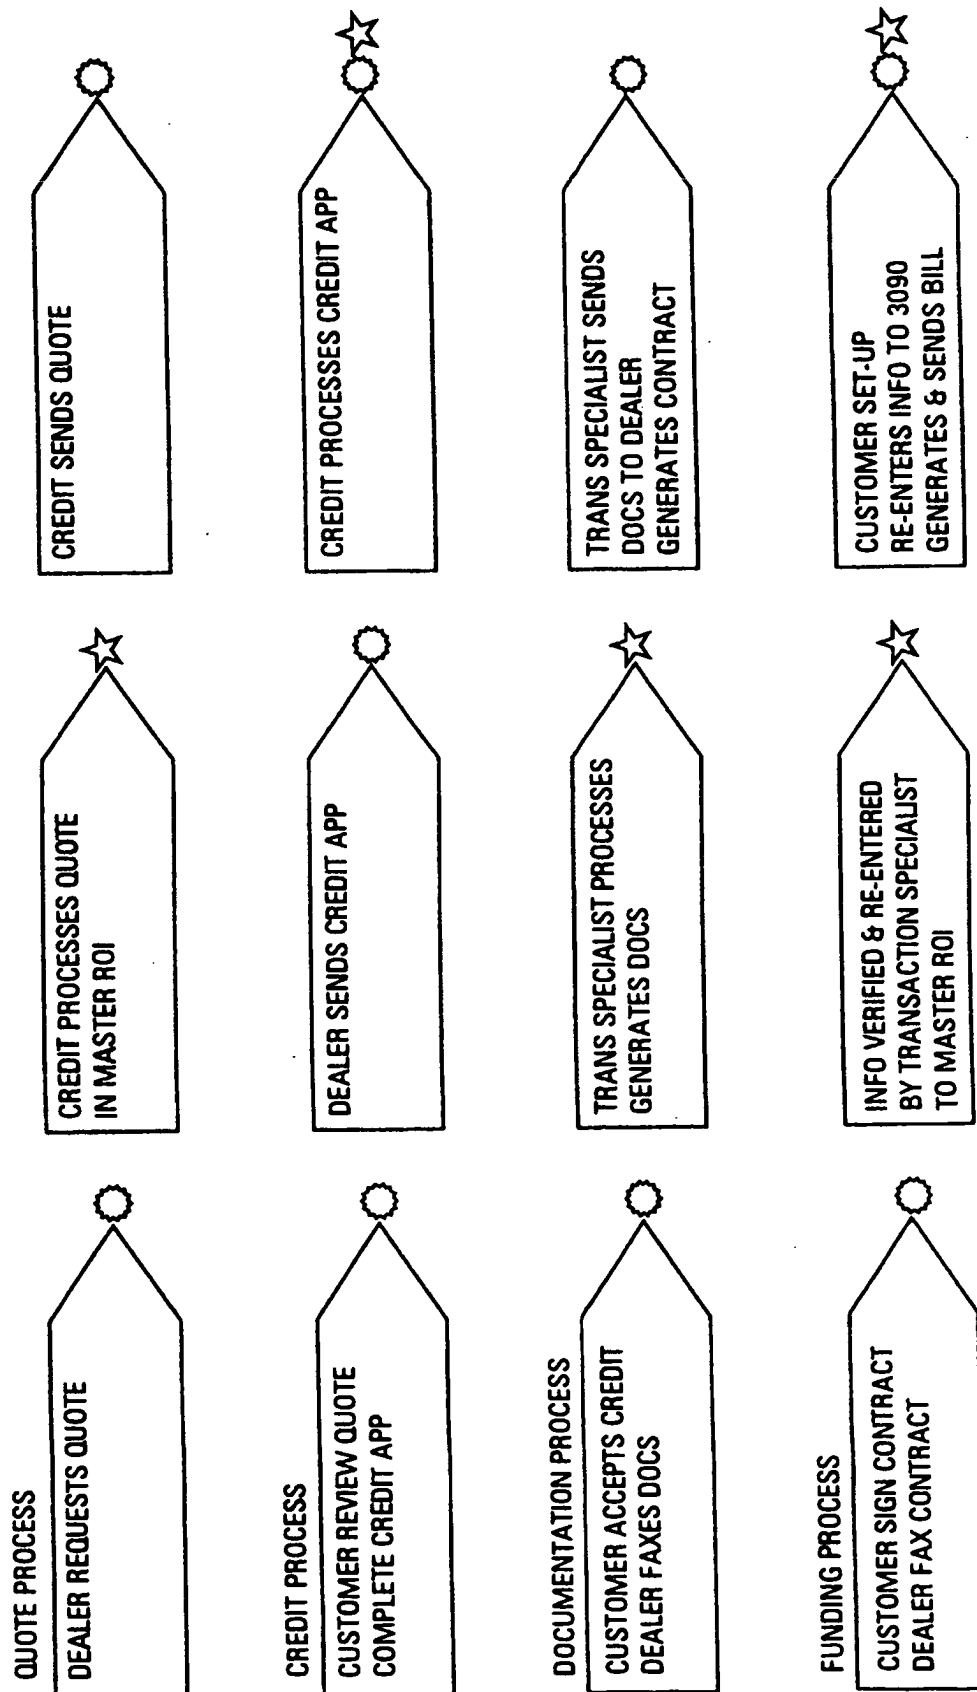 QUOTE PROCESS
DEALER REQUESTS QUOTE
CREDIT PROCESSES QUOTE
IN MASTER ROI
CREDIT SENDS QUOTE
CREDIT PROCESS
CUSTOMER REVIEW QUOTE
COMPLETE CREDIT APP
DEALER SENDS CREDIT APP
CREDIT PROCESSES CREDIT APP
DOCUMENTATION PROCESS
CUSTOMER ACCEPTS CREDIT
DEALER FAXES DOCS
TRANS SPECIALIST PROCESSES
GENERATES DOCS
TRANS SPECIALIST SENDS
DOCS TO DEALER
GENERATES CONTRACT
FUNDING PROCESS
CUSTOMER SIGN CONTRACT
DEALER FAX CONTRACT
INFO VERIFIED & RE-ENTERED
BY TRANSACTION SPECIALIST
TO MASTER ROI
CUSTOMER SET-UP
RE-ENTERS INFO TO 3090
GENERATES & SENDS BILL